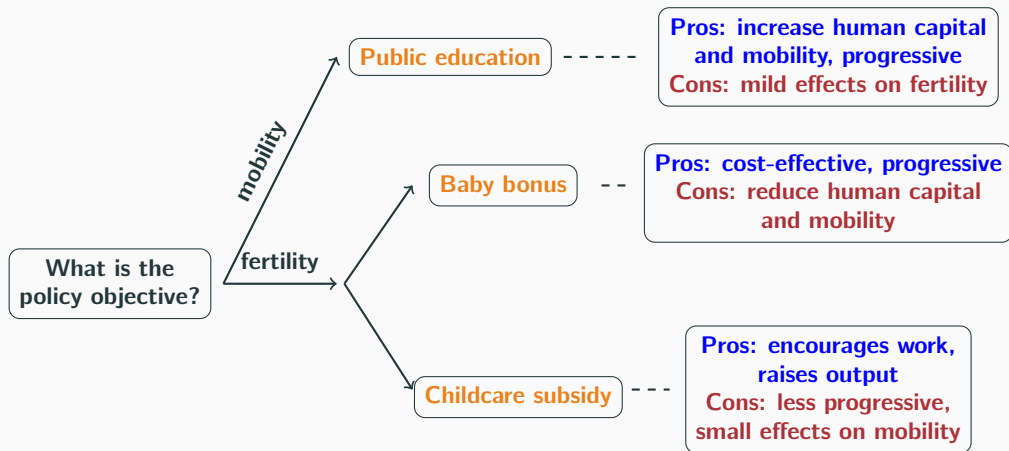 What is the
policy objective?
mobility
fertility
Public education
Pros: increase human capital
and mobility, progressive
Cons: mild effects on fertility
Baby bonus
Pros: cost-effective, progressive
Cons: reduce human capital
and mobility
Childcare subsidy
Pros: encourages work,
raises output
Cons: less progressive,
small effects on mobility